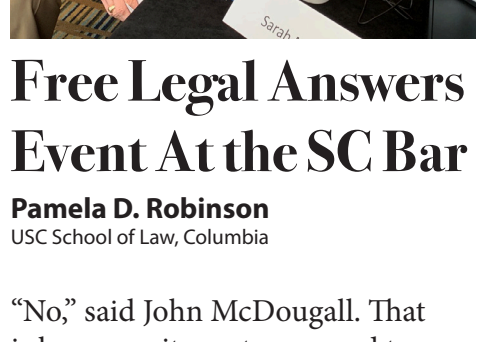 Sarah
Free Legal Answers
Event At the SC Bar
Pamela D. Robinson
USC School of Law, Columbia
“No,” said John McDougall. That